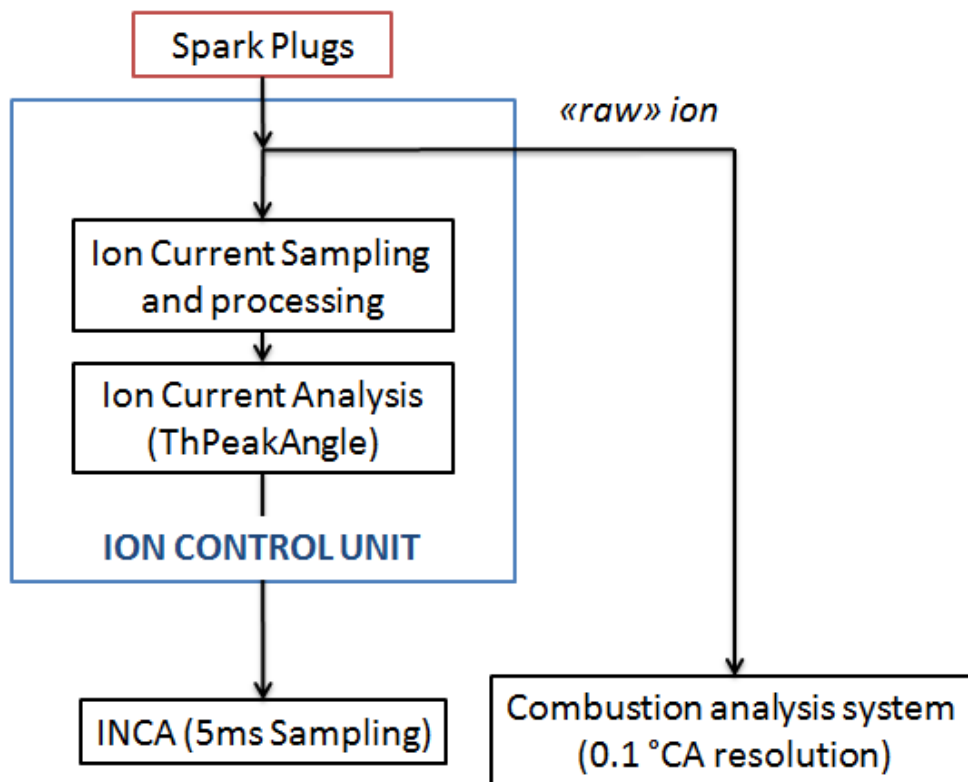 Spark Plugs
«raw» ion
Ion Current Sampling
and processing
Ion Current Analysis
(ThPeakAngle)
ION CONTROL UNIT
INCA (5ms Sampling)
Combustion analysis system
(0.1 °CA resolution)